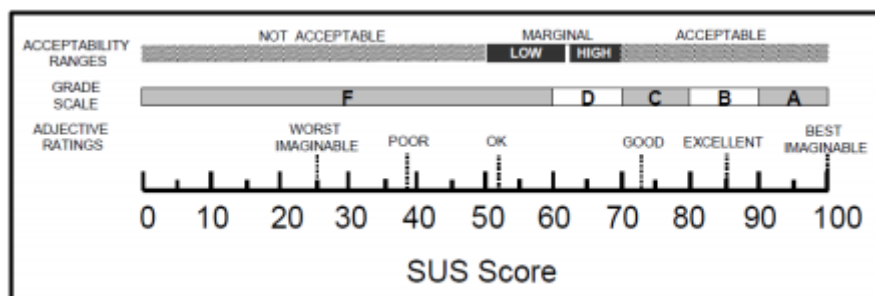 NOT ACCEPTABLE MARGINAL ACCEPTABLE
ACCEPTABILITY
RANGES
LOW HIGH
GRADE
SCALE
F D C B A
ADJECTIVE
RATINGS
WORST
IMAGINABLE
POOR
OK
GOOD
EXCELLENT
BEST
IMAGINABLE
0 10 20 30 40 50 60 70 80 90 100
SUS Score